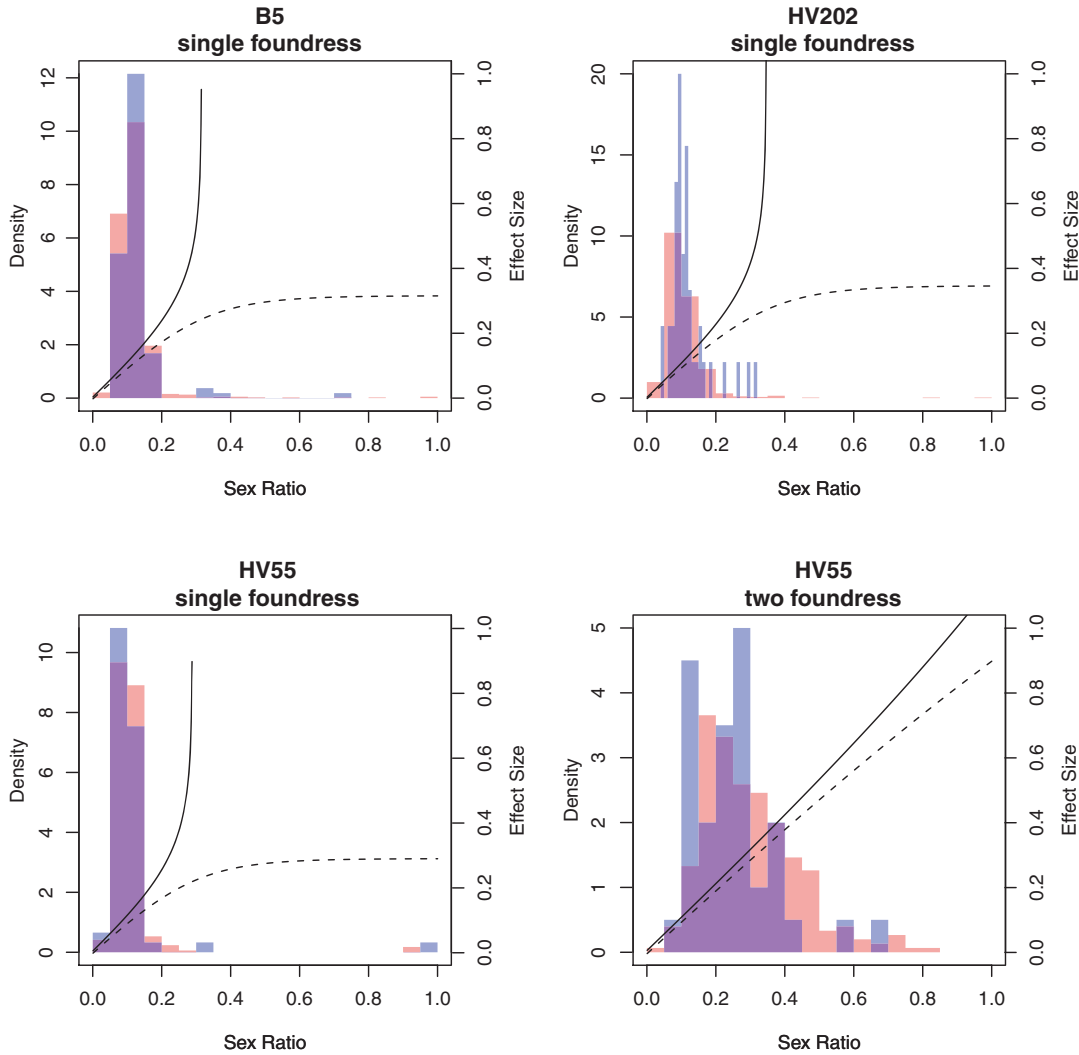 B5
single foundress
Density
0 2 4 6 8 10 12
0.0 0.2 0.4 0.6 0.8 1.0
Effect Size
0.0 0.2 0.4 0.6 0.8 1.0
Sex Ratio
HV202
single foundress
Density
0 5 10 15 20
0.0 0.2 0.4 0.6 0.8 1.0
Effect Size
0.0 0.2 0.4 0.6 0.8 1.0
Sex Ratio
HV55
single foundress
Density
0 2 4 6 8 10
0.0 0.2 0.4 0.6 0.8 1.0
Effect Size
0.0 0.2 0.4 0.6 0.8 1.0
Sex Ratio
HV55
two foundress
Density
0 1 2 3 4 5
0.0 0.2 0.4 0.6 0.8 1.0
Effect Size
0.0 0.2 0.4 0.6 0.8 1.0
Sex Ratio